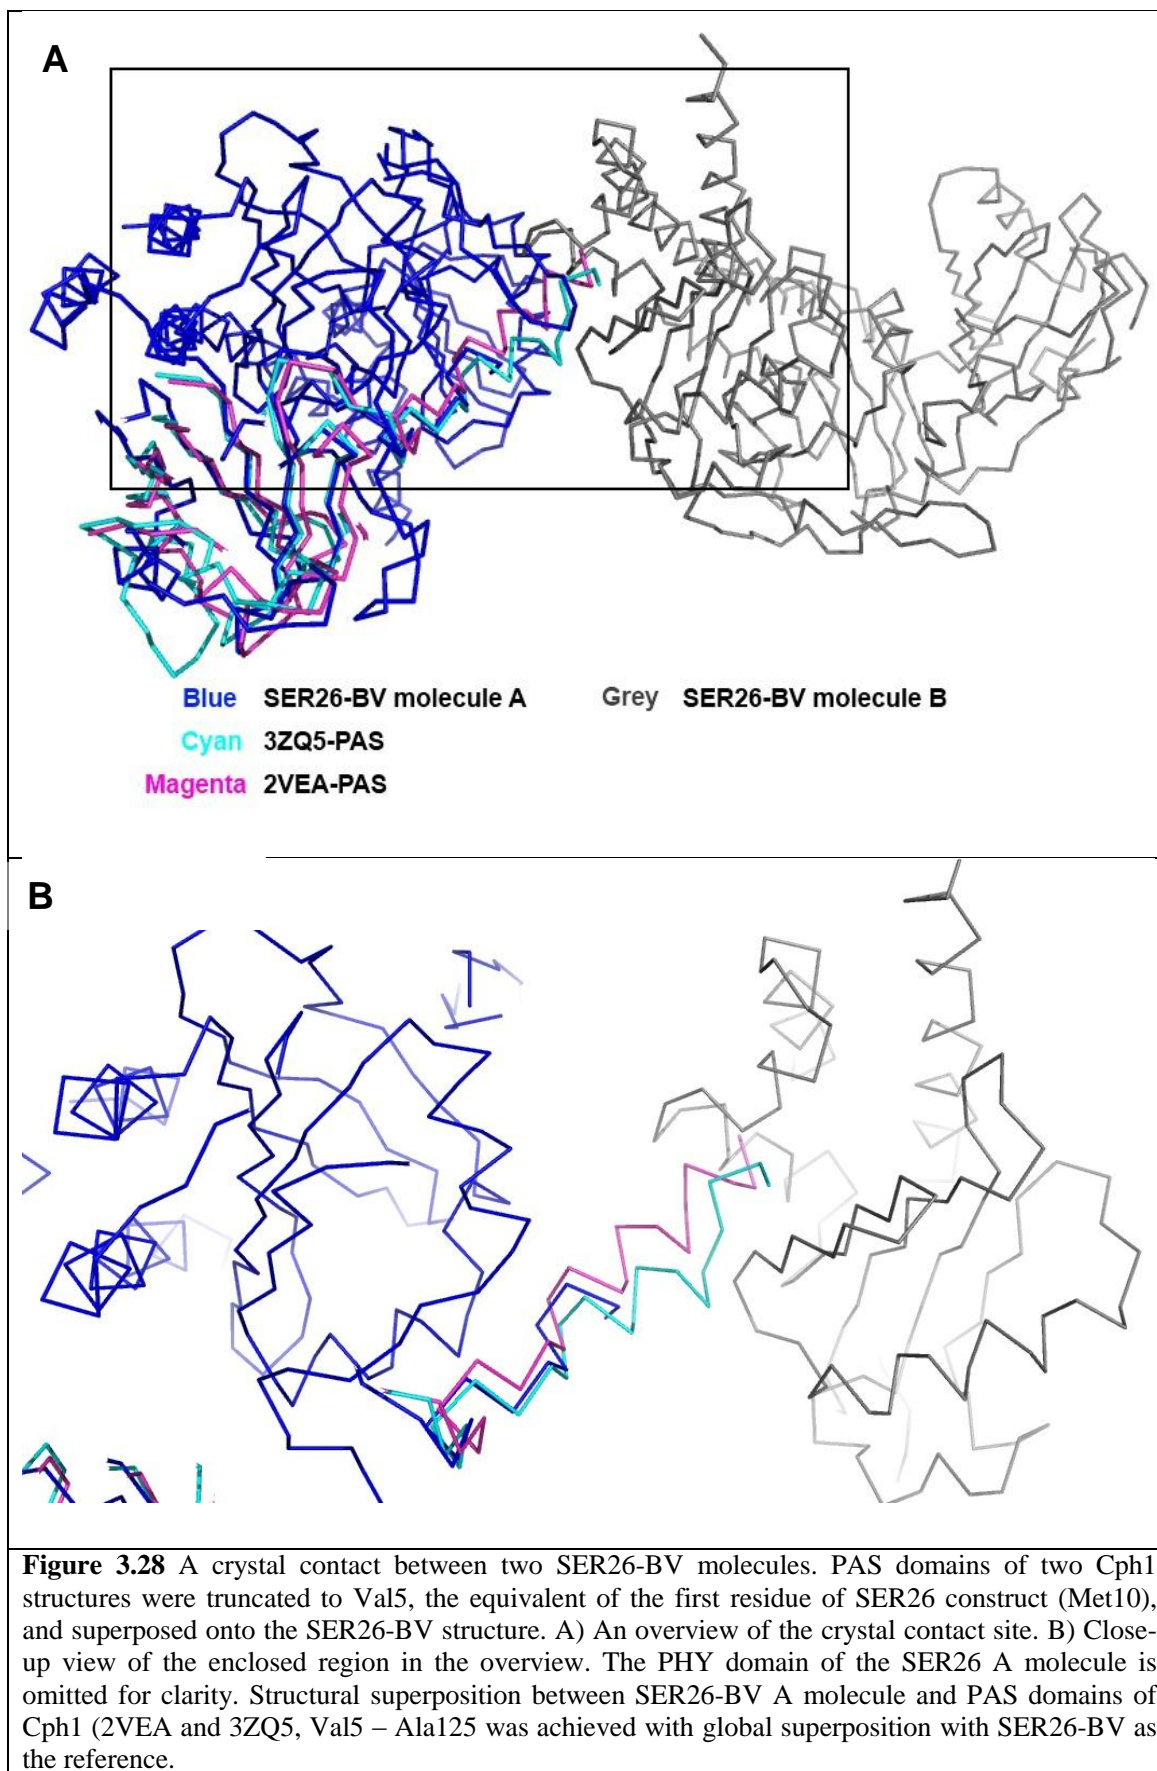 A
Blue SER26-BV molecule A Grey SER26-BV molecule B
Cyan 3ZQ5-PAS
Magenta 2VEA-PAS
B
Figure 3.28 A crystal contact between two SER26-BV molecules. PAS domains of two Cph1
structures were truncated to Val5, the equivalent of the first residue of SER26 construct (Met10),
and superposed onto the SER26-BV structure. A) An overview of the crystal contact site. B) Close-
up view of the enclosed region in the overview. The PHY domain of the SER26 A molecule is
omitted for clarity. Structural superposition between SER26-BV A molecule and PAS domains of
Cph1 (2VEA and 3ZQ5, Val5 – Ala125 was achieved with global superposition with SER26-BV as
the reference.